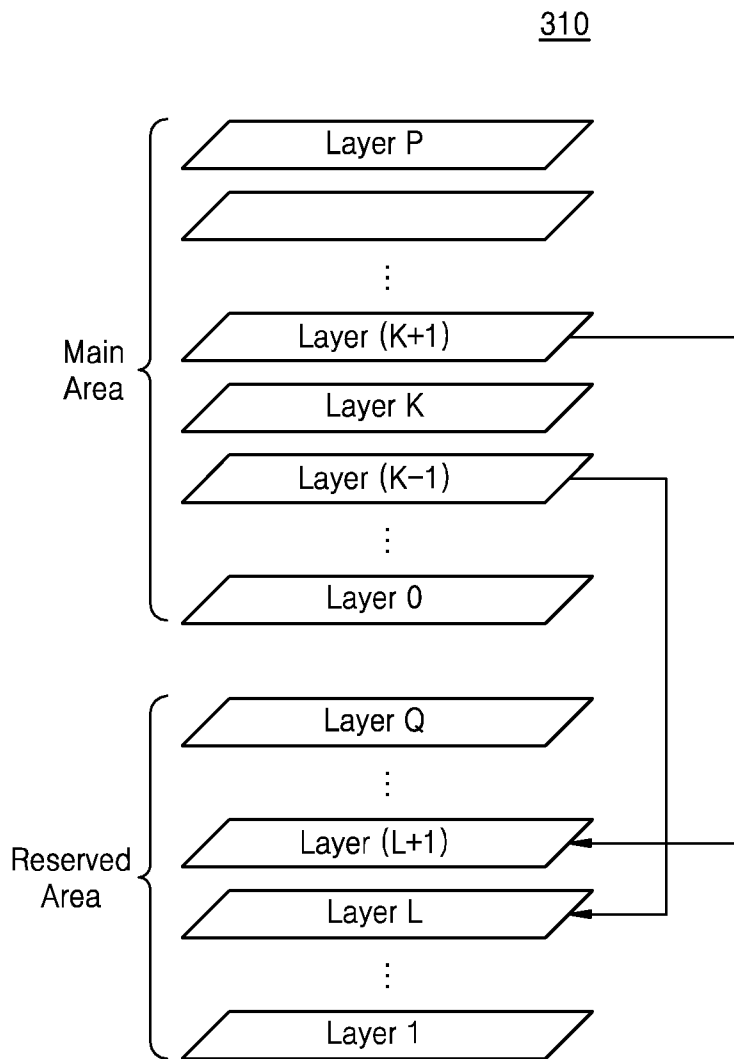 310
Layer P
⋮
Layer (K+1)
Main
Area
Layer K
Layer (K−1)
⋮
Layer 0
Layer Q
⋮
Layer (L+1)
Reserved
Area
Layer L
⋮
Layer 1